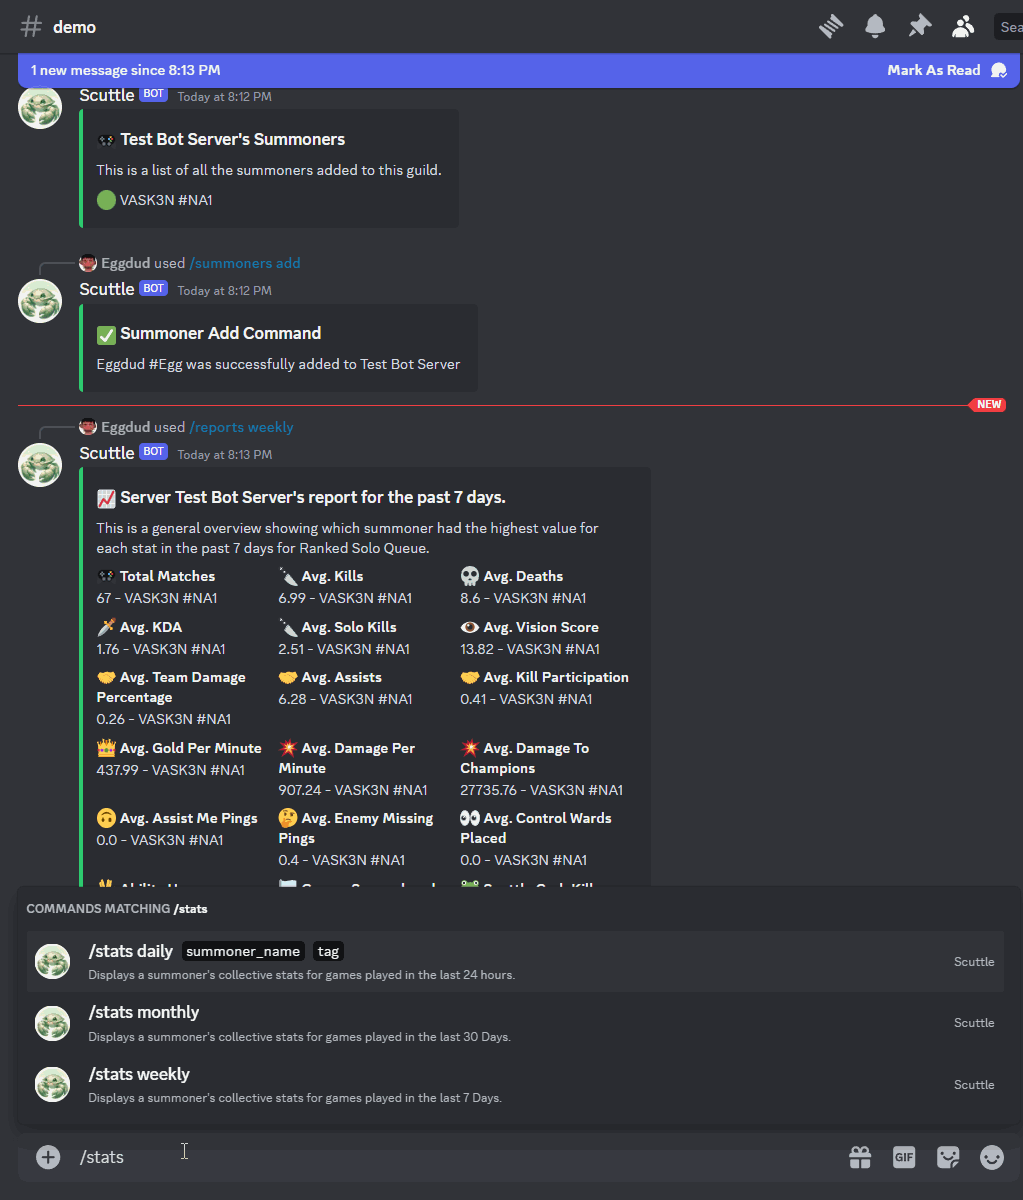 demo
Sea
1 new message since 8:13 PM
Mark As Read
Scuttle BOT Today at 8:12 PM
Test Bot Server's Summoners
This is a list of all the summoners added to this guild.
VASK3N #NA1
Eggdud used /summoners add
Scuttle BOT Today at 8:12 PM
Summoner Add Command
Eggdud #Egg was successfully added to Test Bot Server
NEW
Eggdud used /reports weekly
Scuttle BOT Today at 8:13 PM
Server Test Bot Server's report for the past 7 days.
This is a general overview showing which summoner had the highest value for
each stat in the past 7 days for Ranked Solo Queue.
Total Matches
67 - VASK3N #NA1
Avg. Kills
6.99 - VASK3N #NA1
Avg. Deaths
8.6 - VASK3N #NA1
Avg. KDA
1.76 - VASK3N #NA1
Avg. Solo Kills
2.51 - VASK3N #NA1
Avg. Vision Score
13.82 - VASK3N #NA1
Avg. Team Damage
Percentage
0.26 - VASK3N #NA1
Avg. Assists
6.28 - VASK3N #NA1
Avg. Kill Participation
0.41 - VASK3N #NA1
Avg. Gold Per Minute
437.99 - VASK3N #NA1
Avg. Damage Per
Minute
907.24 - VASK3N #NA1
Avg. Damage To
Champions
27735.76 - VASK3N #NA1
Avg. Assist Me Pings
0.0 - VASK3N #NA1
Avg. Enemy Missing
Pings
0.4 - VASK3N #NA1
Avg. Control Wards
Placed
0.0 - VASK3N #NA1
COMMANDS MATCHING /stats
/stats daily summoner_name tag
Displays a summoner's collective stats for games played in the last 24 hours.
Scuttle
/stats monthly
Displays a summoner's collective stats for games played in the last 30 Days.
Scuttle
/stats weekly
Displays a summoner's collective stats for games played in the last 7 Days.
Scuttle
/stats
GIF